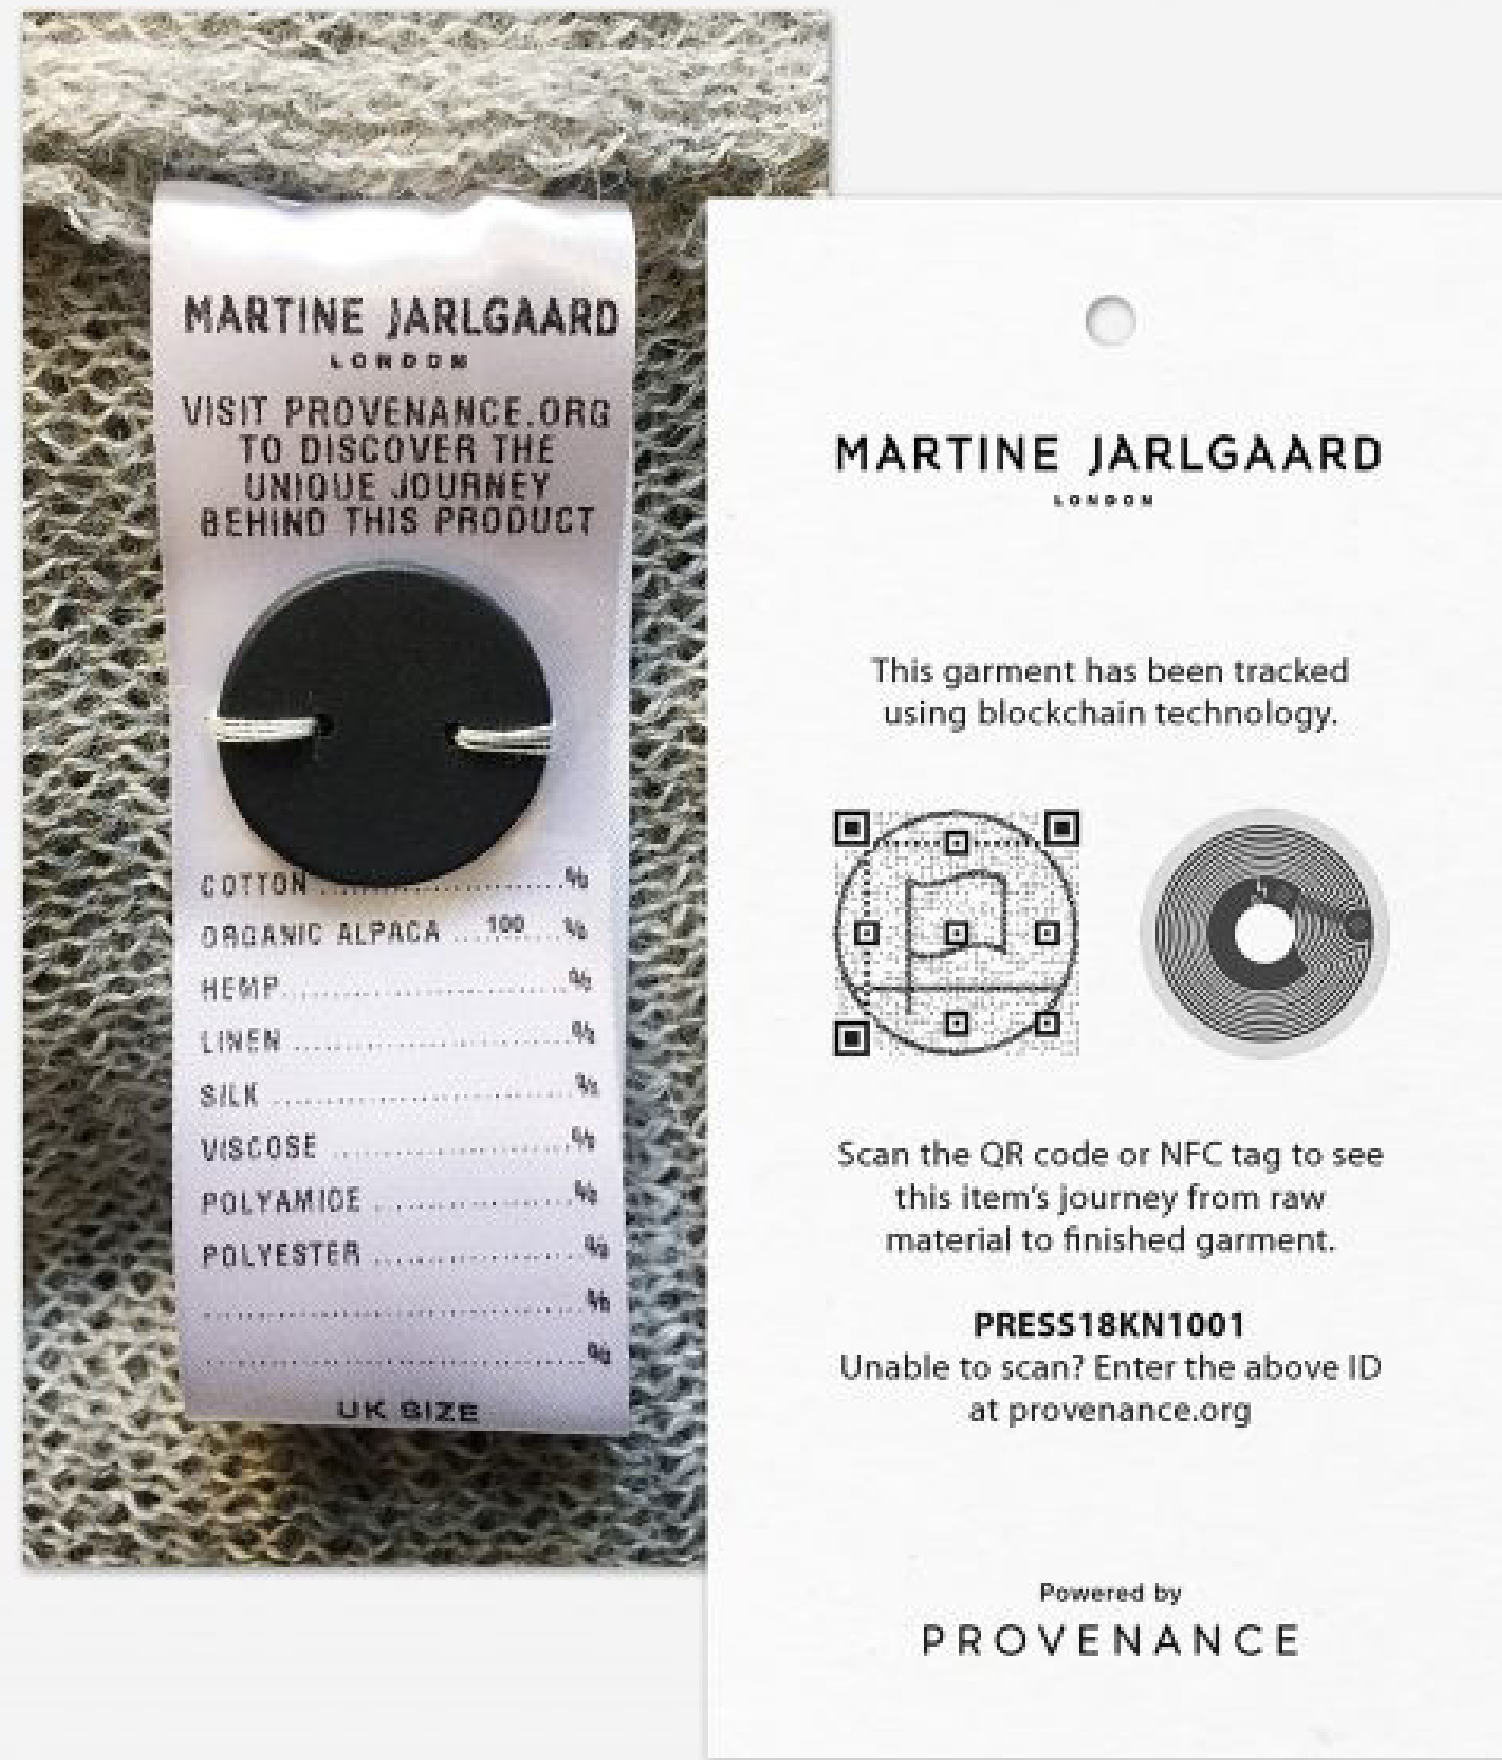 MARTINE JARLGAARD
LONDON
VISIT PROVENANCE.ORG
TO DISCOVER THE
UNIQUE JOURNEY
BEHIND THIS PRODUCT
COTTON ........................ %
ORGANIC ALPACA .... 100 .... %
HEMP ........................ %
LINEN ........................ %
SILK ........................ %
VISCOSE ........................ %
POLYAMIDE ........................ %
POLYESTER ........................ %
........................ %
........................ %
UK SIZE
MARTINE JARLGAARD
LONDON
This garment has been tracked
using blockchain technology.
Scan the QR code or NFC tag to see
this item's journey from raw
material to finished garment.
PRESS18KN1001
Unable to scan? Enter the above ID
at provenance.org
Powered by
PROVENANCE